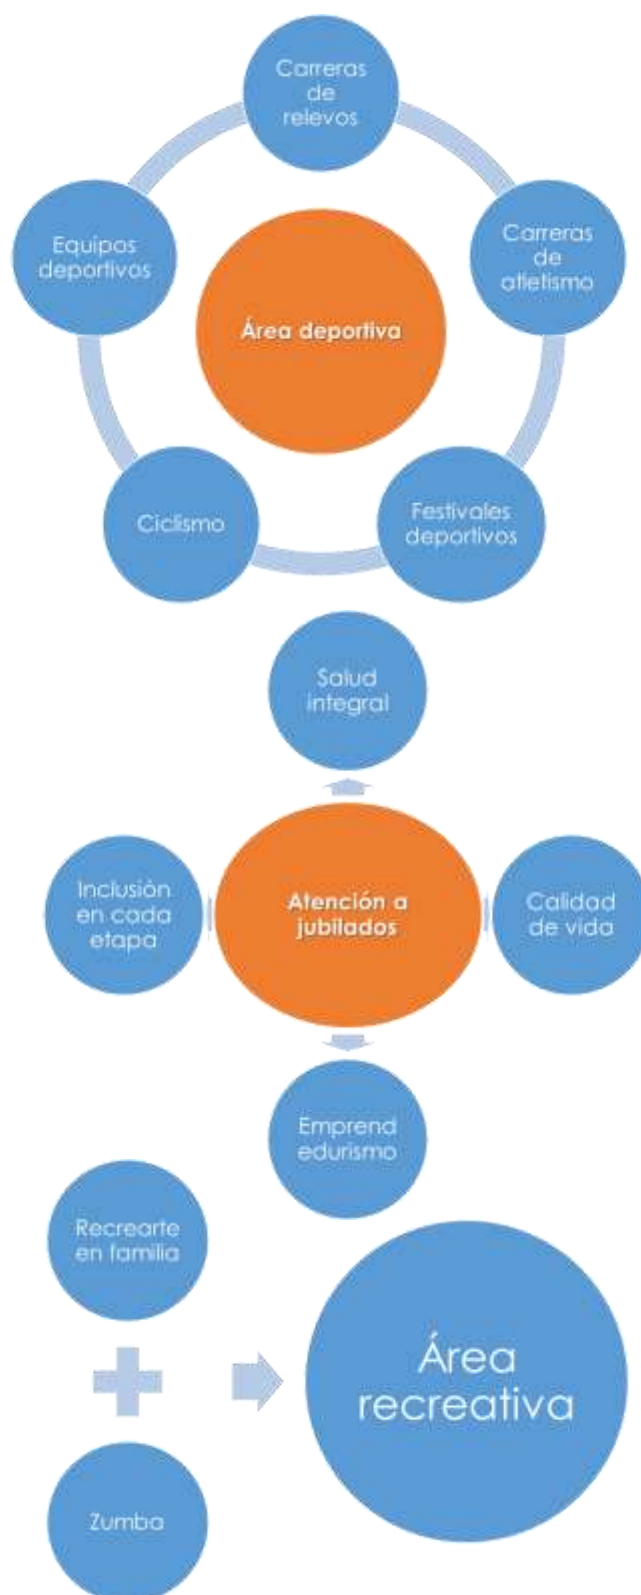 Carreras
de
relevos
Equipos
deportivos
Carreras
de
atletismo
Área deportiva
Ciclismo
Festivales
deportivos
Salud
integral
Inclusión
en cada
etapa
Atención a
jubilados
Calidad
de vida
Emprend
edurismo
Recrearte
en familia
Área
recreativa
Zumba